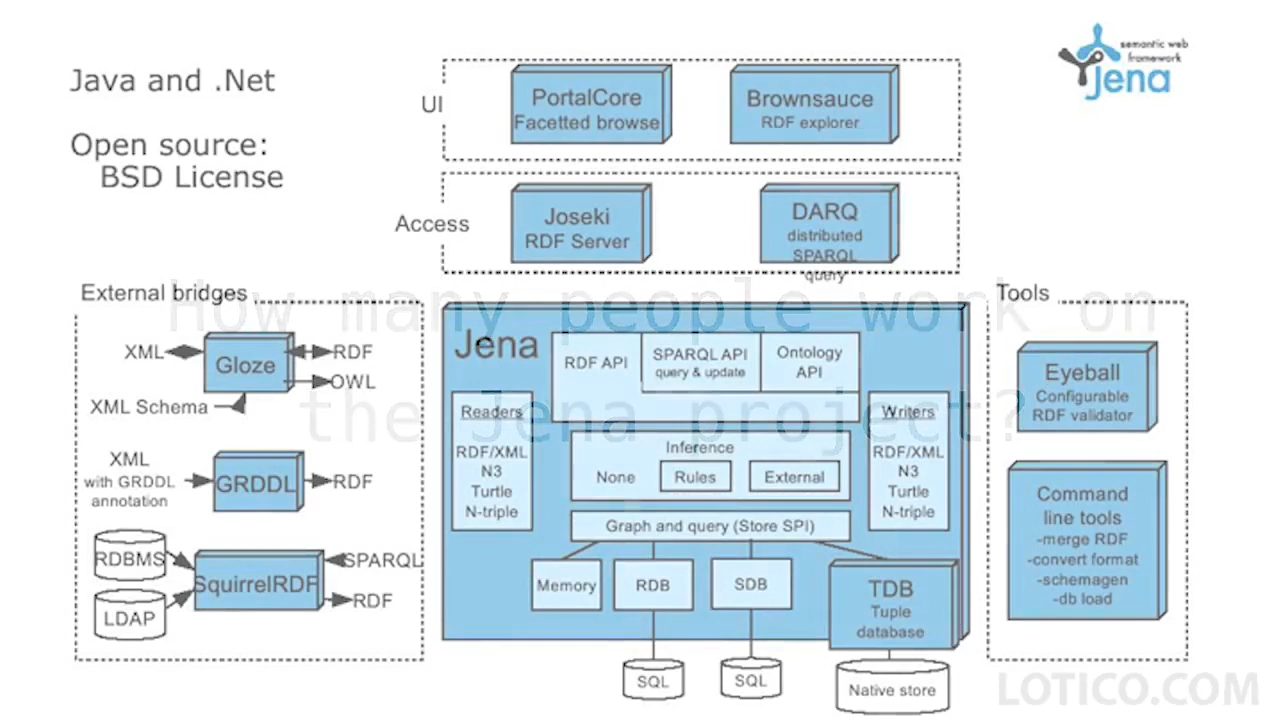 semantic web
framework
Jena
Java and .Net
Open source:
BSD License
UI
PortalCore
Facetted browse
Brownsauce
RDF explorer
Access
Joseki
RDF Server
DARQ
distributed
SPARQL
query
How many people work on
the Jena project?
External bridges
XML
Gloze
RDF
OWL
XML Schema
XML
with GRDDL
annotation
GRDDL
RDF
RDBMS
LDAP
SquirrelRDF
SPARQL
RDF
Jena
RDF API
SPARQL API
query & update
Ontology
API
Readers
RDF/XML
N3
Turtle
N-triple
Inference
None
Rules
External
Writers
RDF/XML
N3
Turtle
N-triple
Graph and query (Store SPI)
Memory
RDB
SDB
TDB
Tuple
database
SQL
SQL
Native store
Tools
Eyeball
Configurable
RDF validator
Command
line tools
-merge RDF
-convert format
-schemagen
-db load
LOTICO.COM